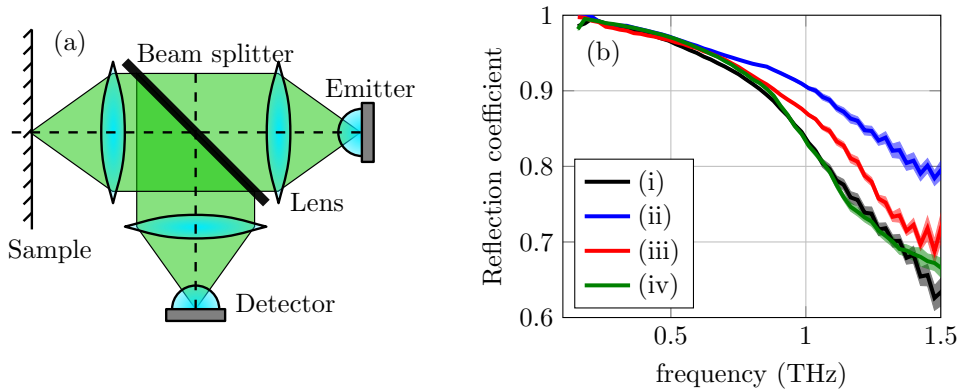 (a)
Beam splitter
Emitter
Lens
Sample
Detector
(b)
Reflection coefficient
1
0.9
0.8
0.7
0.6
0.5
1
1.5
frequency (THz)
(i)
(ii)
(iii)
(iv)